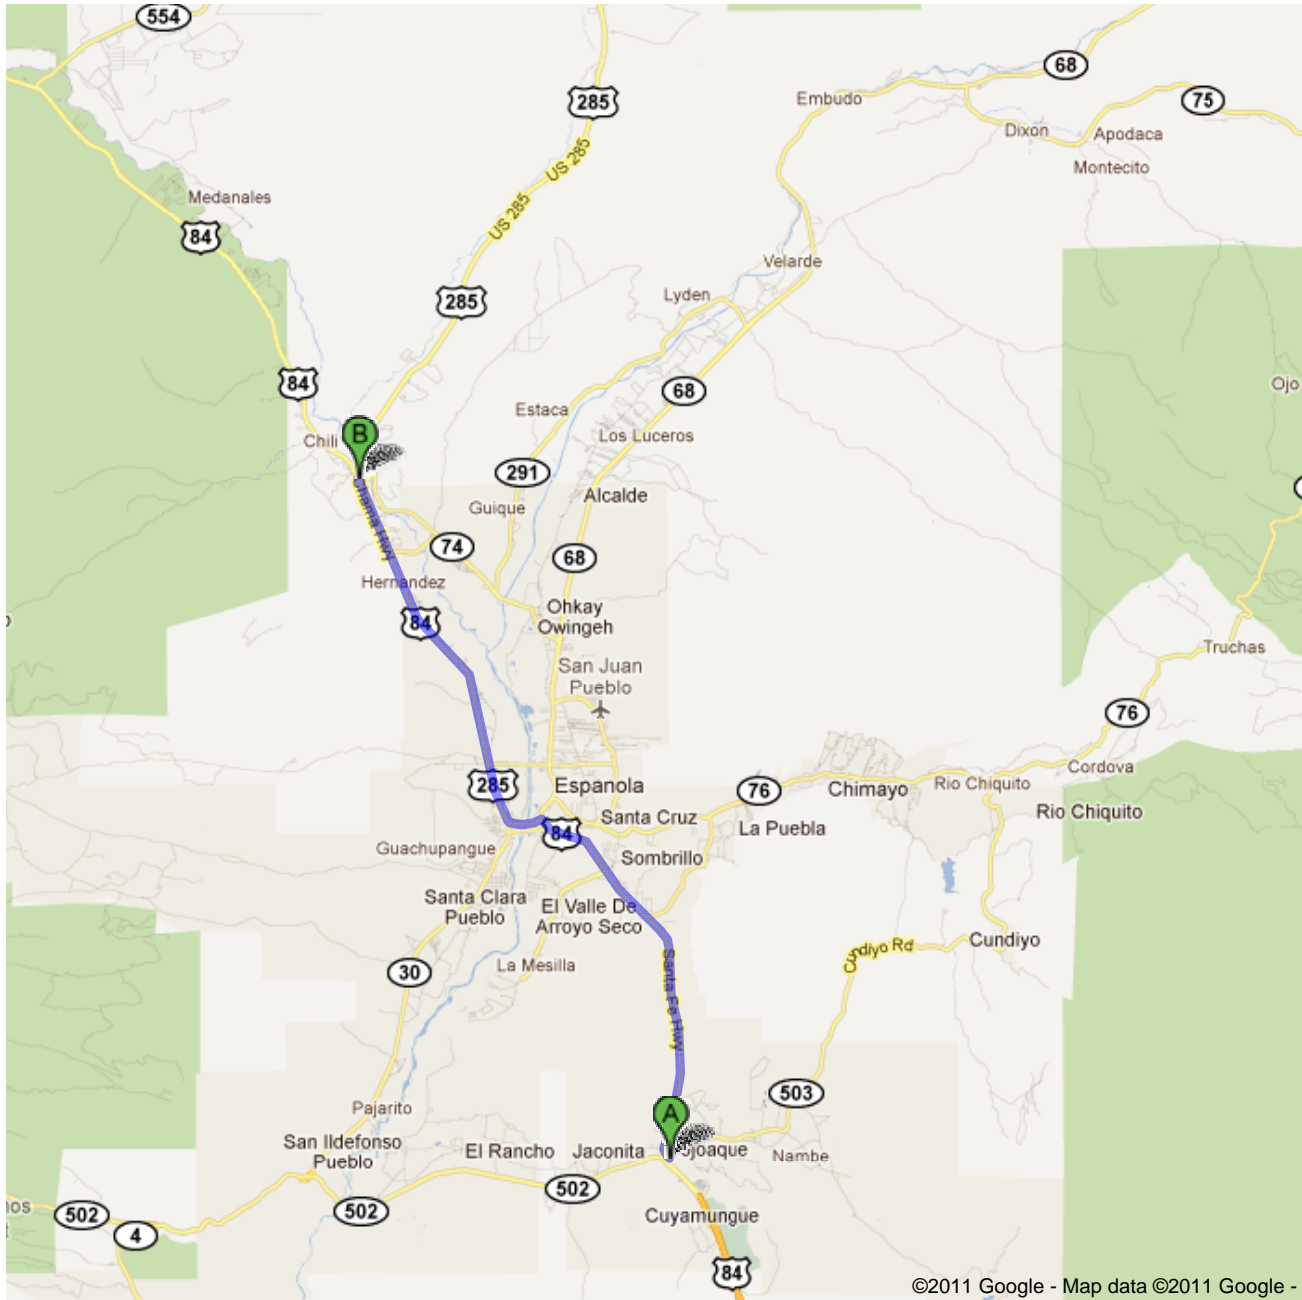 554
68
285
Embudo
75
US 285
Dixon
Apodaca
Montecito
Medanales
US 285
84
Velarde
285
Lyden
84
68
Ojo
Estaca
B
Chili
Los Luceros
291
Alcalde
Guique
Chama Hwy
74
68
Hernandez
84
Ohkay
Owingeh
Truchas
San Juan
Pueblo
76
Cordova
285
Espanola
76
Chimayo
Rio Chiquito
Rio Chiquito
Santa Cruz
La Puebla
84
Guachupangue
Sombrillo
Santa Clara
Pueblo
El Valle De
Arroyo Seco
Cundiyo
Cundiyo Rd
La Mesilla
30
Santa Fe Hwy
503
Pajarito
A
San Ildefonso
Pueblo
El Rancho
Jaconita
ojoaque
Nambe
502
502
502
4
Cuyamungue
84
©2011 Google - Map data ©2011 Google -